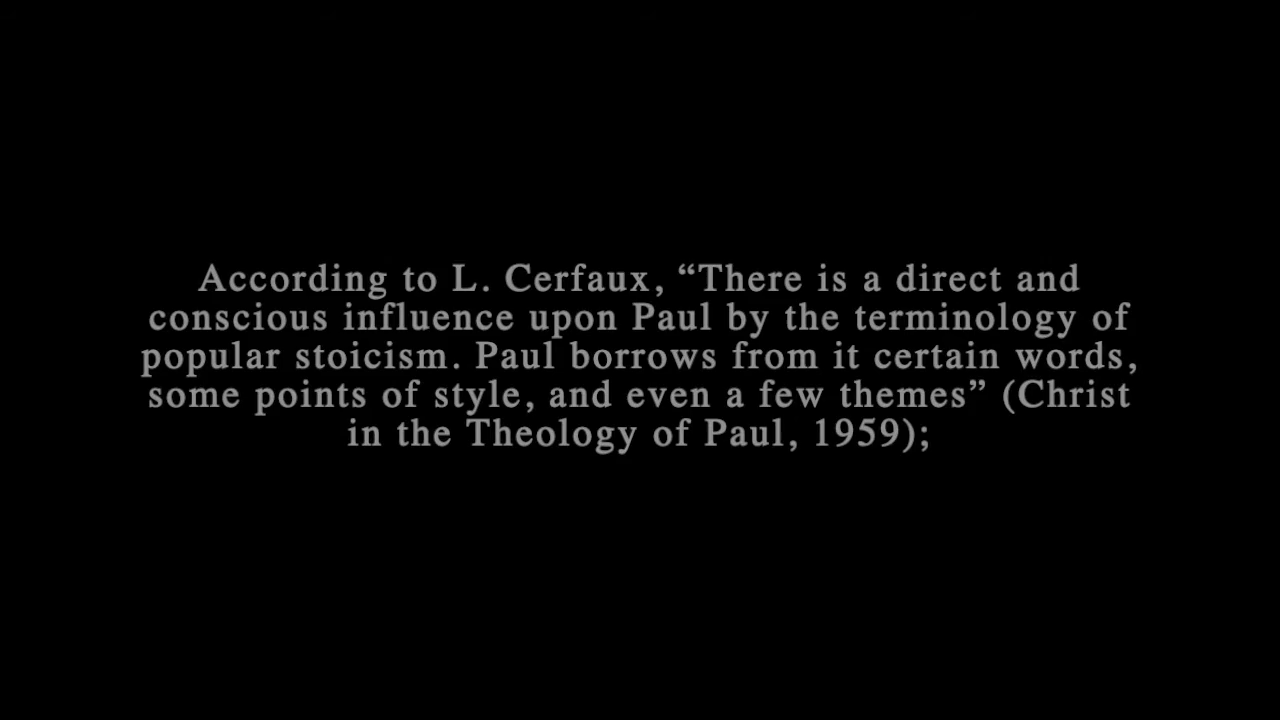 According to L. Cerfaux, “There is a direct and
conscious influence upon Paul by the terminology of
popular stoicism. Paul borrows from it certain words,
some points of style, and even a few themes” (Christ
in the Theology of Paul, 1959);